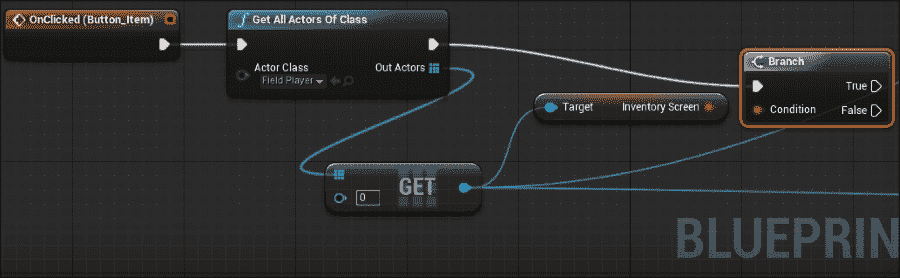 OnClicked (Button_Item)
Get All Actors Of Class
Actor Class
Field Player
Out Actors
Target
Inventory Screen
Branch
True
Condition
False
0
GET
BLUEPRIN